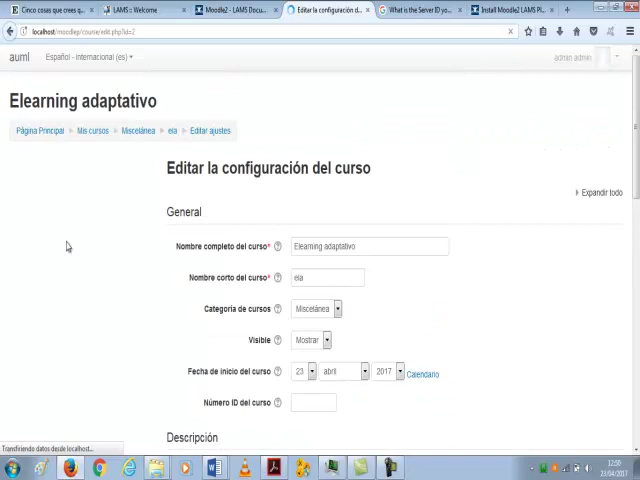 Cinco cosas que crees q...
LAMS :: Welcome
Moodle2 - LAMS Docu...
Editar la configuración d...
What is the Server ID yo...
Install Moodle2 LAMS Pl...
localhost/moodlep/course/edit.php?id=2
auml Español - Internacional (es) admin admin
Elearning adaptativo
Página Principal Mis cursos Miscelánea ela Editar ajustes
Editar la configuración del curso
Expandir todo
General
Nombre completo del curso* Elearning adaptativo
Nombre corto del curso* ela
Categoría de cursos Miscelánea
Visible Mostrar
Fecha de inicio del curso 23 abril 2017 Calendario
Número ID del curso
Descripción
Transfiriendo datos desde localhost...
12:50
23/04/2017